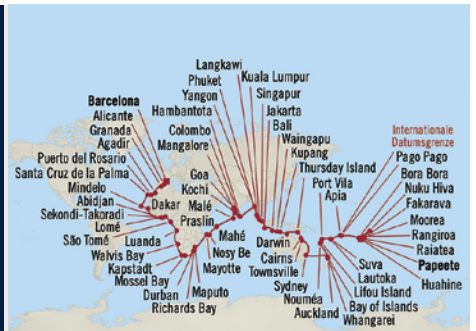 Langkawi
Phuket
Kuala Lumpur
Yangon
Singapur
Barcelona
Hambantota
Jakarta
Alicante
Colombo
Bali
Granada
Mangalore
Waingapu
Agadir
Kupang
Internationale
Datumsgrenze
Puerto del Rosario
Goa
Thursday Island
Pago Pago
Santa Cruz de la Palma
Kochi
Port Vila
Bora Bora
Mindelo
Malé
Apia
Nuku Hiva
Abidjan
Dakar
Praslin
Fakarava
Sekondi-Takoradi
Moorea
Lomé
Mahé
Rangiroa
São Tomé
Luanda
Nosy Be
Darwin
Suva
Raiatea
Walvis Bay
Mayotte
Cairns
Lautoka
Papeete
Kapstadt
Townsville
Lifou Island
Huahine
Mossel Bay
Maputo
Sydney
Bay of Islands
Durban
Nouméa
Whangarei
Richards Bay
Auckland